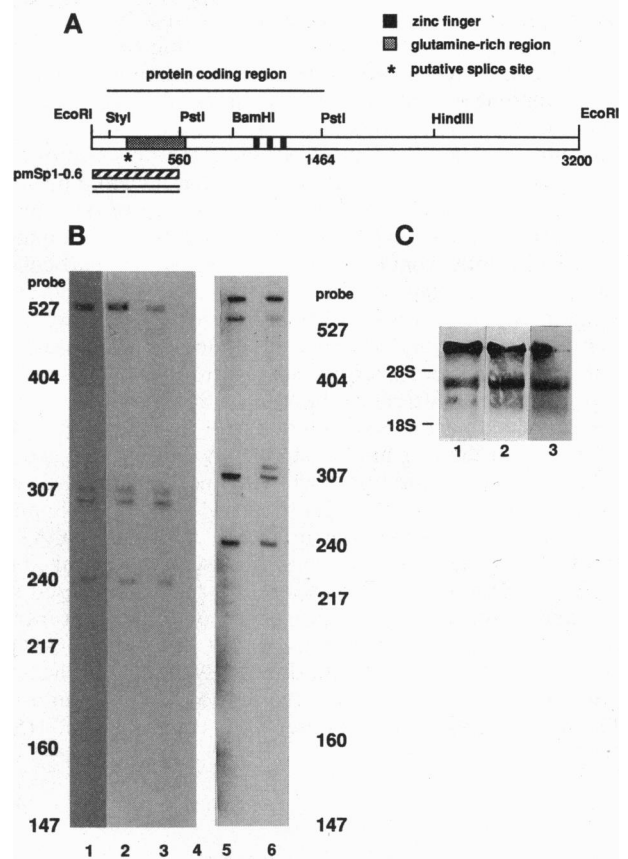 A
zinc finger
glutamine-rich region
* putative splice site
protein coding region
EcoRI StyI PstI BamHI PstI HindIII EcoRI
*
560 1464 3200
pmSp1-0.6
B
probe
527
404
307
240
217
160
147
1 2 3 4 5 6
probe
527
404
307
240
217
160
147
C
28S
18S
1 2 3